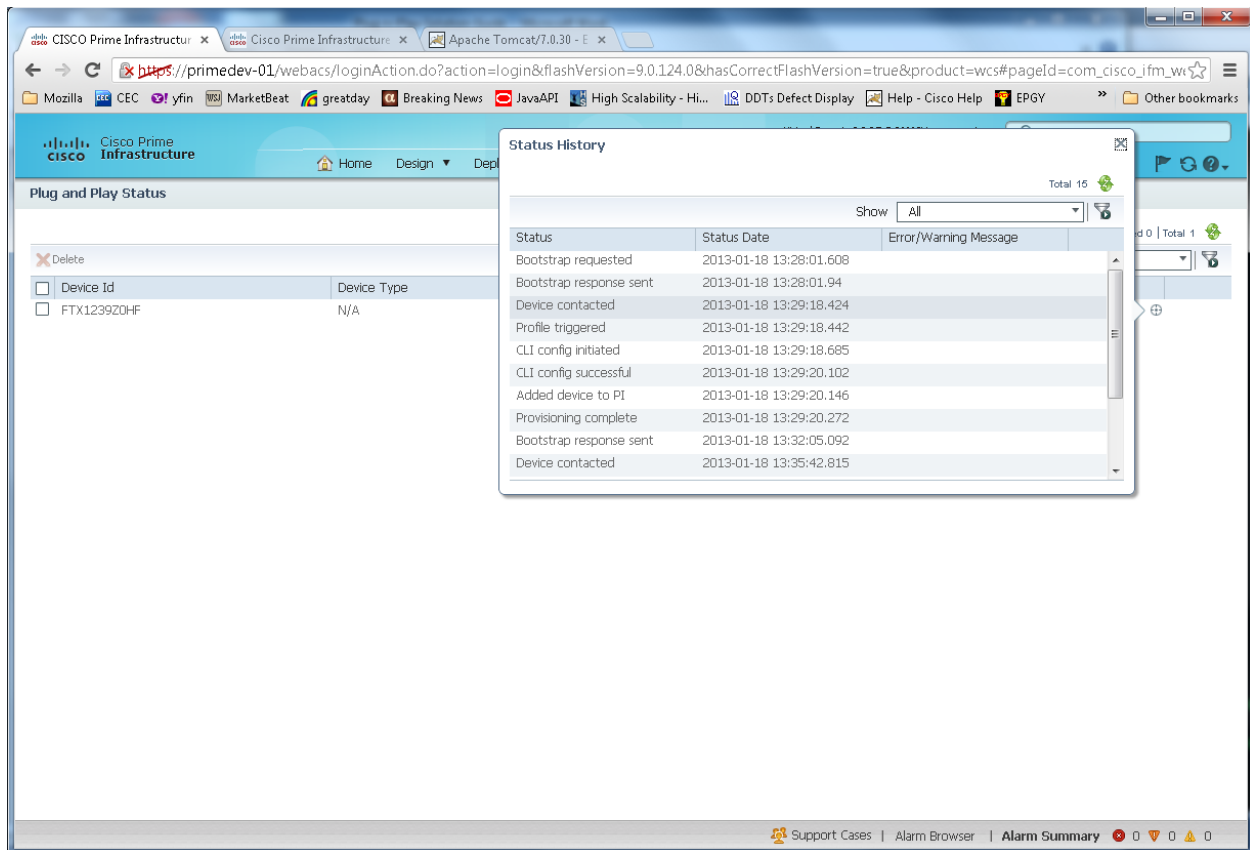 CISCO Prime Infrastructur
Cisco Prime Infrastructure
Apache Tomcat/7.0.30 - E
https://primedev-01/webacs/loginAction.do?action=login&flashVersion=9.0.124.0&hasCorrectFlashVersion=true&product=wcs#pageId=com_cisco_ifm_we
Mozilla CEC yfin MarketBeat greatday Breaking News JavaAPI High Scalability - Hi... DDTs Defect Display Help - Cisco Help EPGY » Other bookmarks
cisco Cisco Prime
Infrastructure
Home Design Depl
Plug and Play Status
Status History
Total 15
Show All
Status Status Date Error/Warning Message
Bootstrap requested 2013-01-18 13:28:01.608
Bootstrap response sent 2013-01-18 13:28:01.94
Device contacted 2013-01-18 13:29:18.424
Profile triggered 2013-01-18 13:29:18.442
CLI config initiated 2013-01-18 13:29:18.685
CLI config successful 2013-01-18 13:29:20.102
Added device to PI 2013-01-18 13:29:20.146
Provisioning complete 2013-01-18 13:29:20.272
Bootstrap response sent 2013-01-18 13:32:05.092
Device contacted 2013-01-18 13:35:42.815
ed 0 | Total 1
Delete
Device Id Device Type
FTX1239Z0HF N/A
Support Cases | Alarm Browser | Alarm Summary 0 0 0